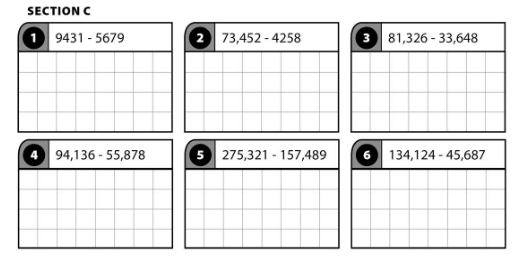 SECTION C
1 9431 - 5679
2 73,452 - 4258
3 81,326 - 33,648
4 94,136 - 55,878
5 275,321 - 157,489
6 134,124 - 45,687